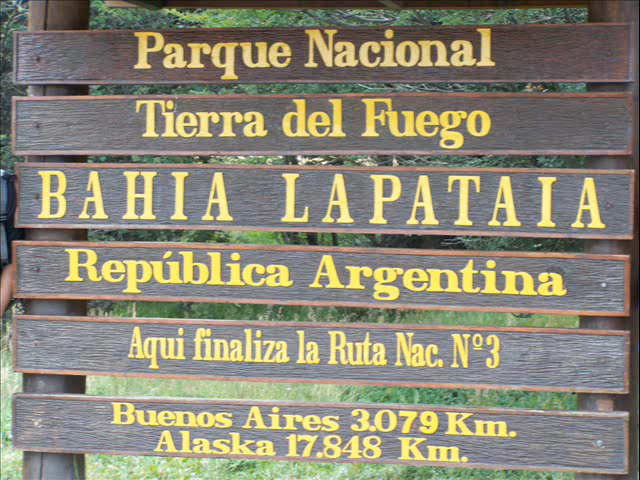 Parque Nacional
Tierra del Fuego
BAHIA LAPATAIA
República Argentina
Aqui finaliza la Ruta Nac. Nº3
Buenos Aires 3.079 Km.
Alaska 17.848 Km.